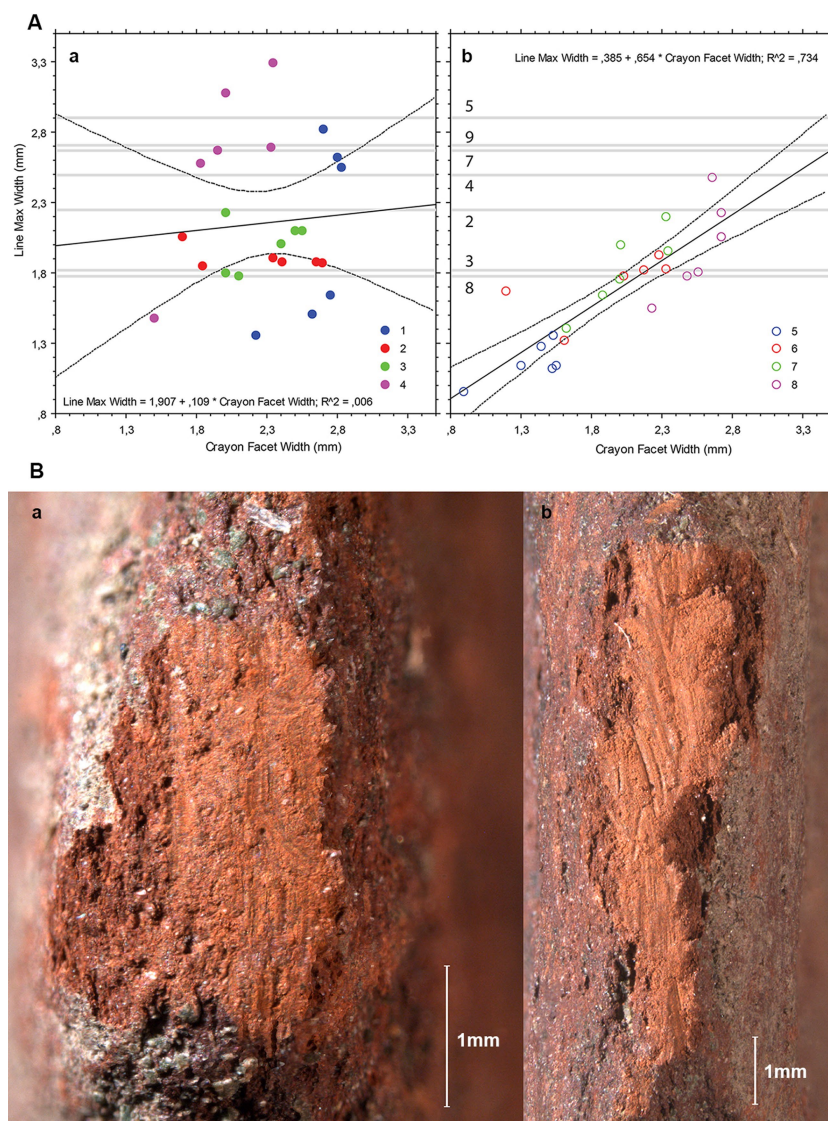 A
a
b
Line Max Width = ,385 + ,654 * Crayon Facet Width; R^2 = ,734
3,3
2,8
2,3
1,8
1,3
,8
Line Max Width (mm)
5
9
7
4
2
3
8
1
2
3
4
5
6
7
8
Line Max Width = 1,907 + ,109 * Crayon Facet Width; R^2 = ,006
,8 1,3 1,8 2,3 2,8 3,3
,8 1,3 1,8 2,3 2,8 3,3
Crayon Facet Width (mm)
Crayon Facet Width (mm)
B
a
b
1mm
1mm